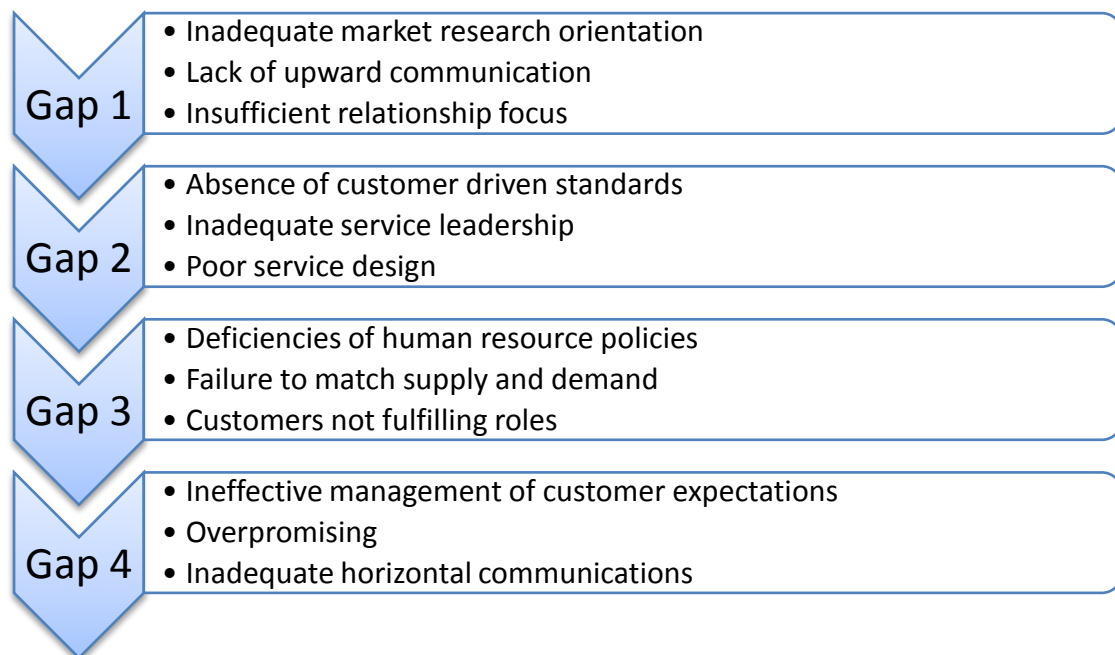 Gap 1
• Inadequate market research orientation
• Lack of upward communication
• Insufficient relationship focus
Gap 2
• Absence of customer driven standards
• Inadequate service leadership
• Poor service design
Gap 3
• Deficiencies of human resource policies
• Failure to match supply and demand
• Customers not fulfilling roles
Gap 4
• Ineffective management of customer expectations
• Overpromising
• Inadequate horizontal communications